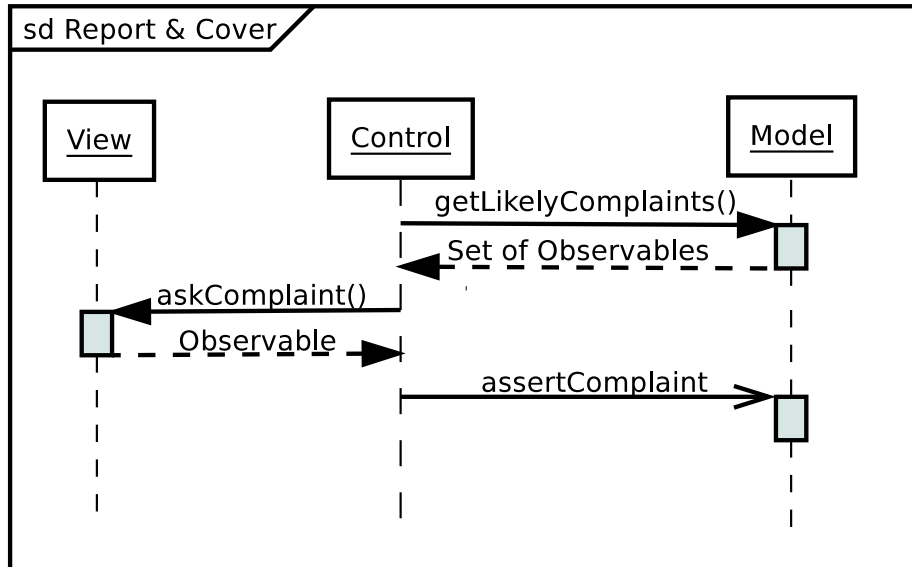 sd Report & Cover
View
Control
Model
getLikelyComplaints()
Set of Observables
askComplaint()
Observable
assertComplaint